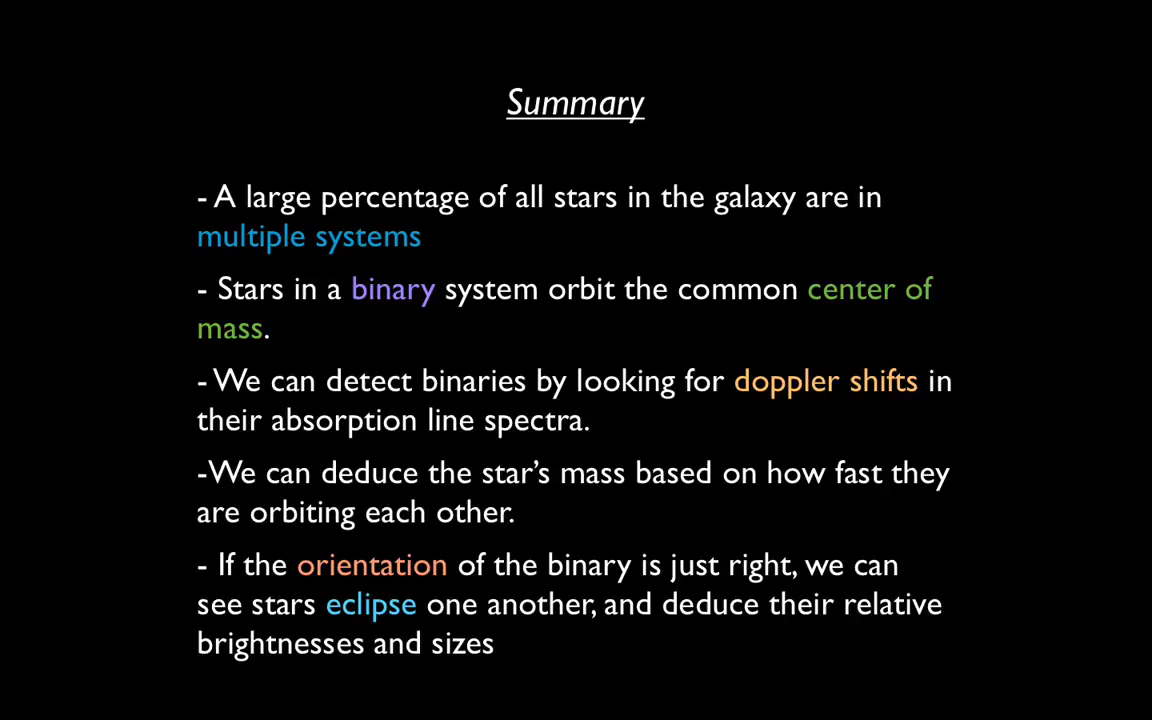 Summary
- A large percentage of all stars in the galaxy are in
multiple systems
- Stars in a binary system orbit the common center of
mass.
- We can detect binaries by looking for doppler shifts in
their absorption line spectra.
-We can deduce the star’s mass based on how fast they
are orbiting each other.
- If the orientation of the binary is just right, we can
see stars eclipse one another, and deduce their relative
brightnesses and sizes